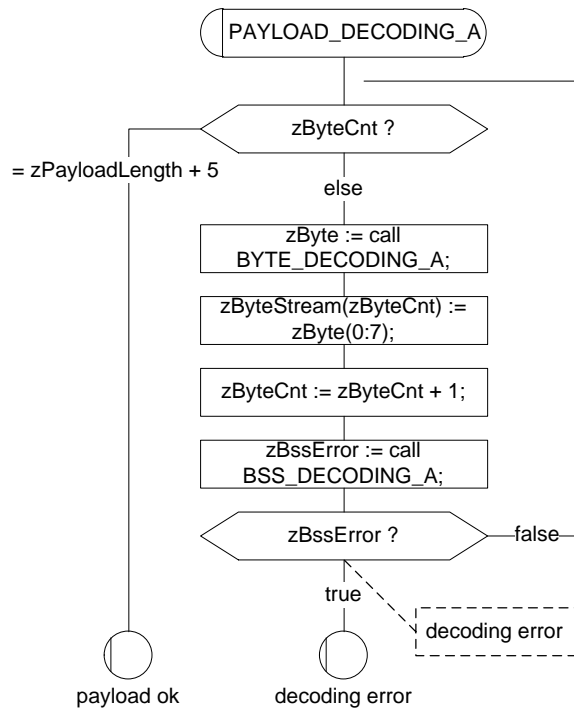 PAYLOAD_DECODING_A
zByteCnt ?
= zPayloadLength + 5
else
zByte := call
BYTE_DECODING_A;
zByteStream(zByteCnt) :=
zByte(0:7);
zByteCnt := zByteCnt + 1;
zBssError := call
BSS_DECODING_A;
zBssError ?
false
true
decoding error
payload ok
decoding error